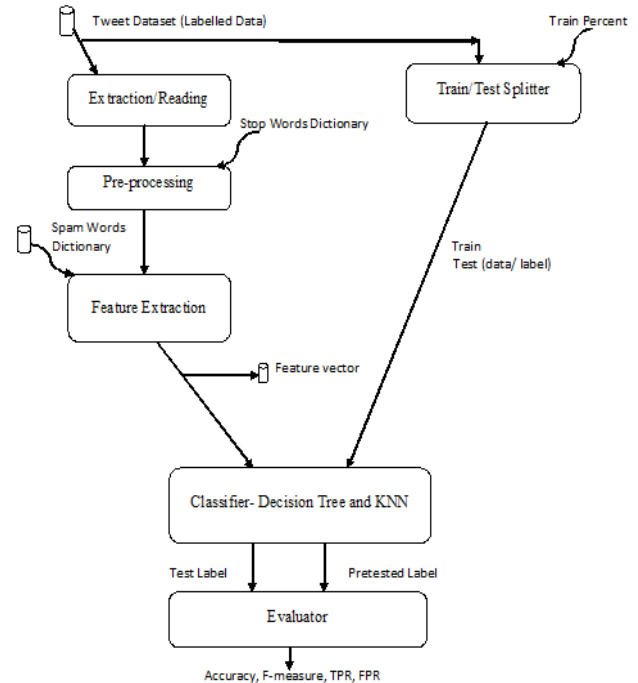 Tweet Dataset (Labelled Data)
Train Percent
Extraction/Reading
Train/Test Splitter
Stop Words Dictionary
Pre-processing
Spam Words
Dictionary
Train
Test (data/ label)
Feature Extraction
Feature vector
Classifier- Decision Tree and KNN
Test Label
Pretested Label
Evaluator
Accuracy, F-measure, TPR, FPR